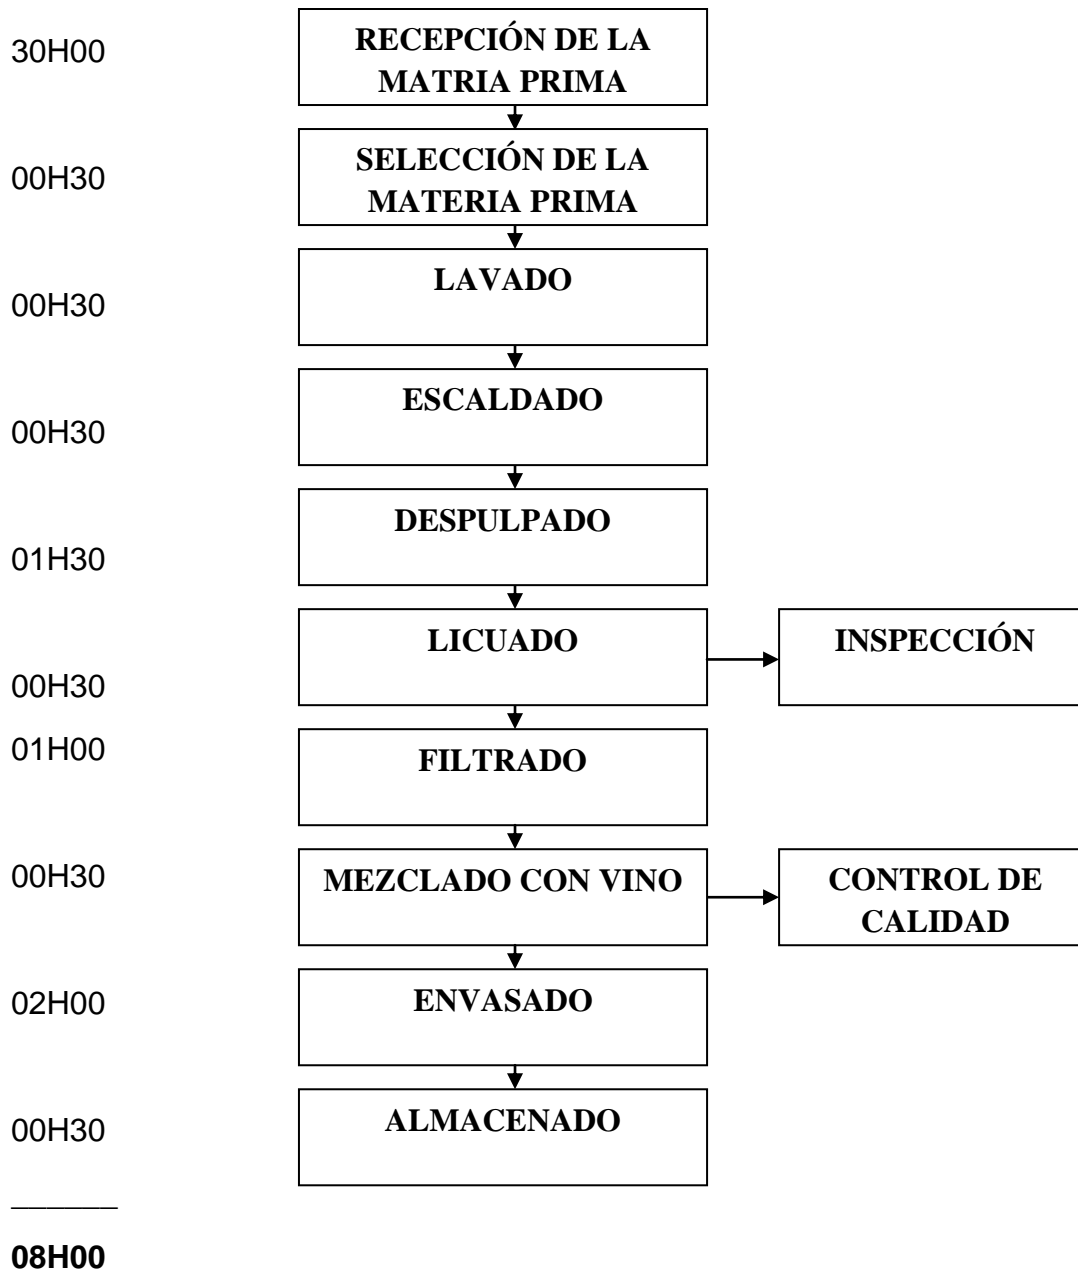 30H00
RECEPCIÓN DE LA
MATRIA PRIMA
00H30
SELECCIÓN DE LA
MATERIA PRIMA
00H30
LAVADO
00H30
ESCALDADO
01H30
DESPULPADO
00H30
LICUADO
INSPECCIÓN
01H00
FILTRADO
00H30
MEZCLADO CON VINO
CONTROL DE
CALIDAD
02H00
ENVASADO
00H30
ALMACENADO
08H00